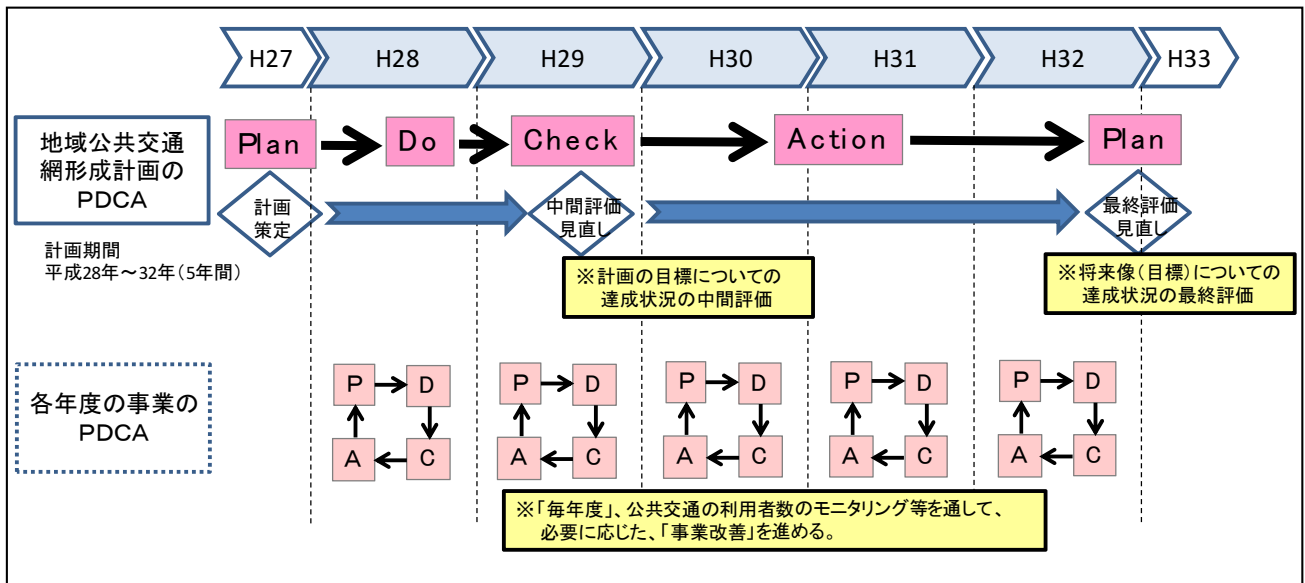 H27 H28 H29 H30 H31 H32 H33
地域公共交通
網形成計画の
PDCA
Plan Do Check Action Plan
計画
策定
中間評価
見直し
最終評価
見直し
計画期間
平成28年~32年(5年間)
※計画の目標についての
達成状況の中間評価
※将来像(目標)についての
達成状況の最終評価
各年度の事業の
PDCA
P D P D P D P D P D
A C A C A C A C A C
※「毎年度」、公共交通の利用者数のモニタリング等を通して、
必要に応じた、「事業改善」を進める。